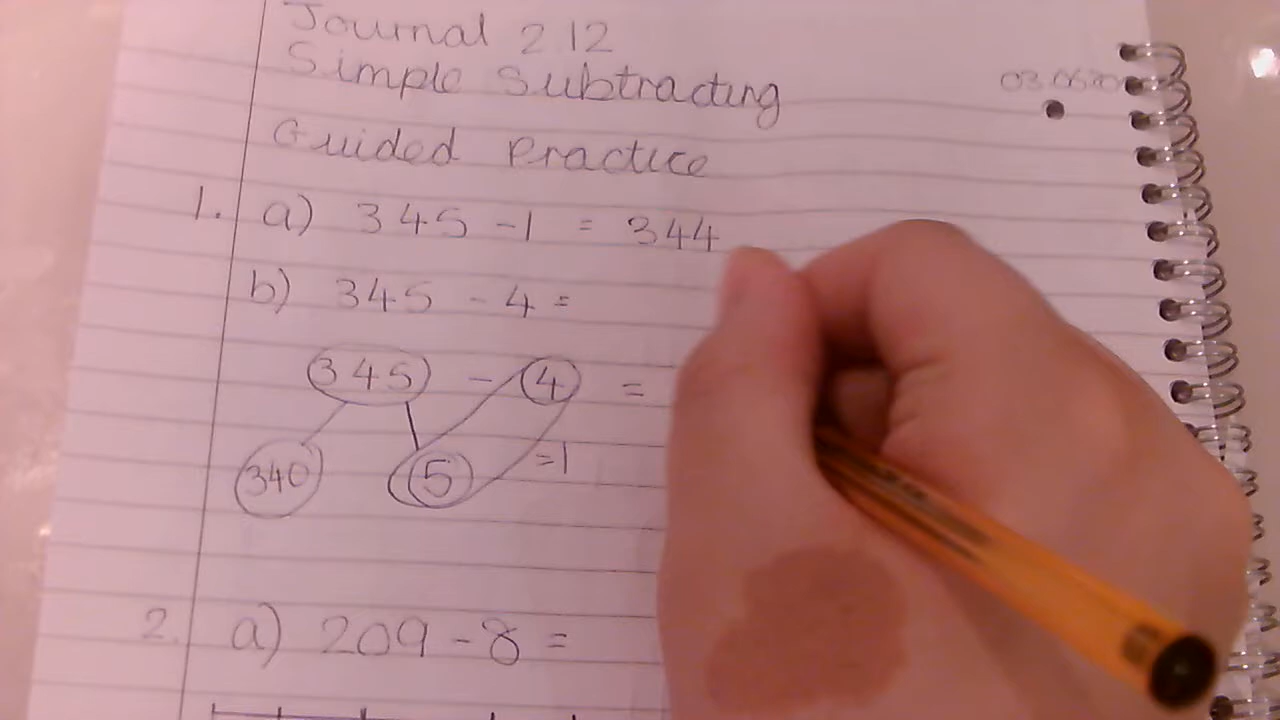 Journal 2 12
Simple Subtracting
Guided Practice
1. a) 345 - 1 = 344
b) 345 - 4 =
345 - 4 =
340 5 =1
2. a) 209 - 8 =